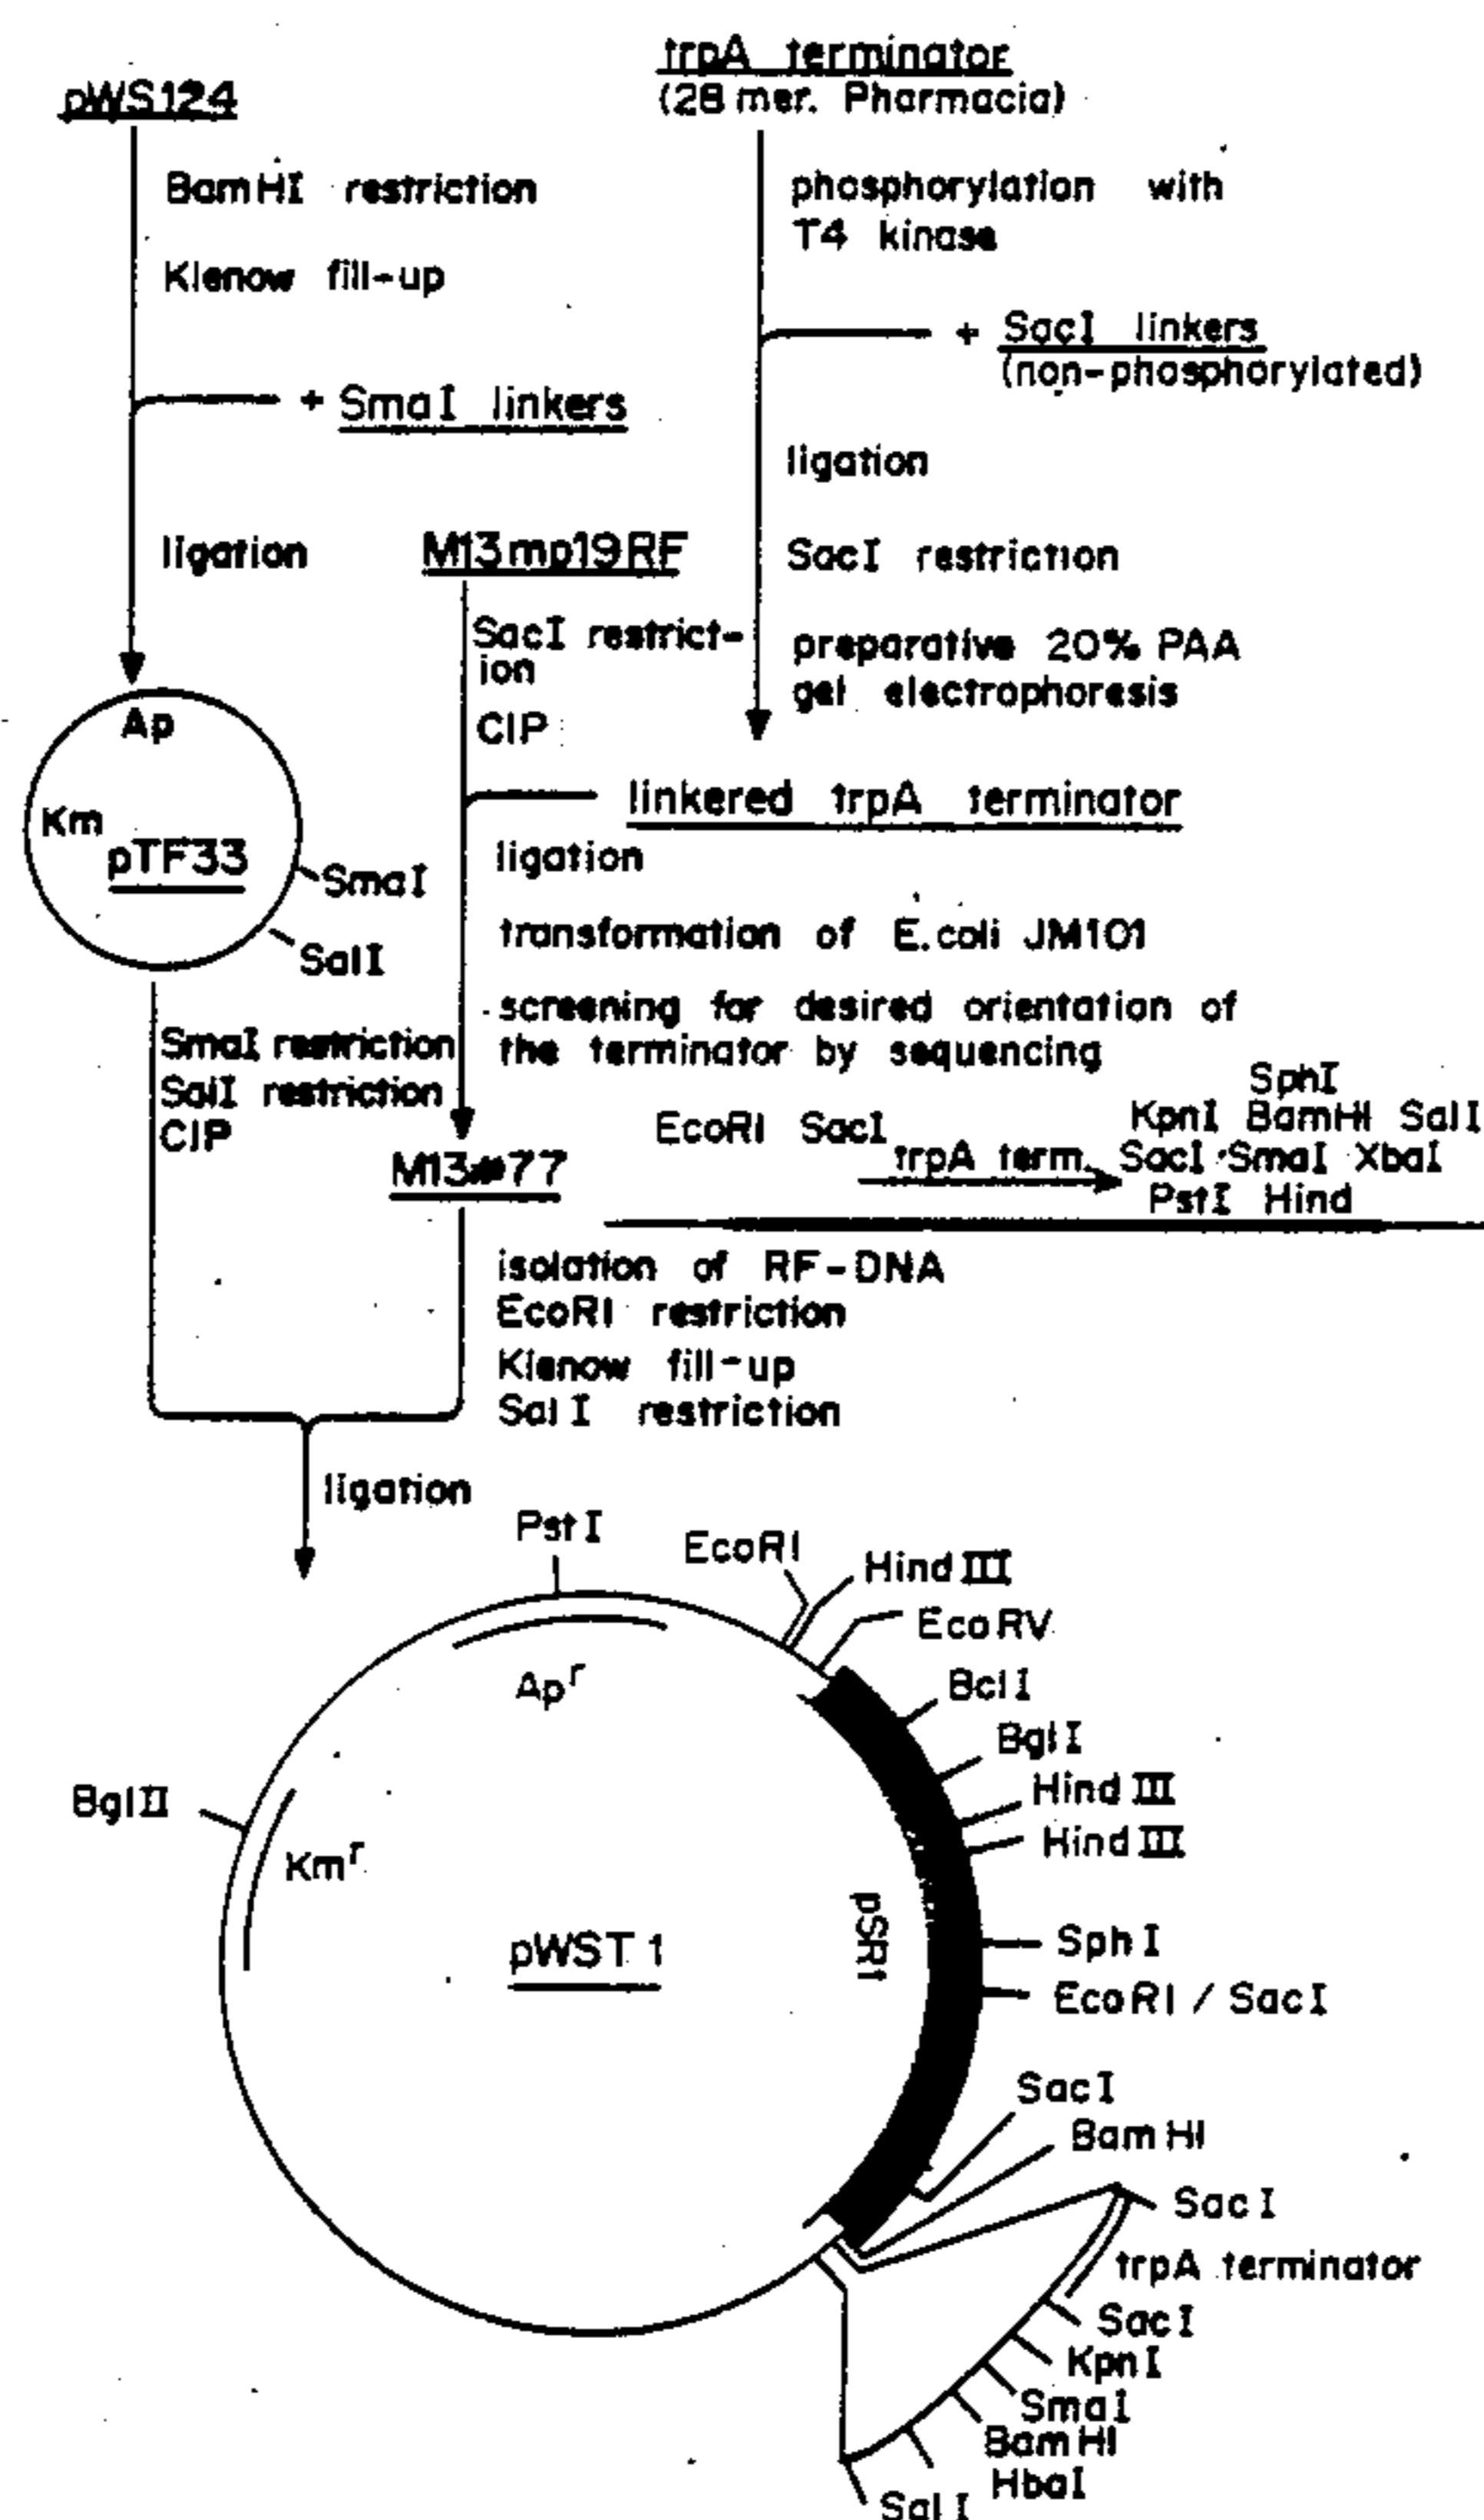 pWS124
BamHI restriction
Klenow fill-up
+ SmaI linkers
ligation
trpA terminator
(28 mer. Pharmacia)
phosphorylation with
T4 kinase
+ SacI linkers
(non-phosphorylated)
ligation
SacI restriction
preparative 20% PAA
gel electrophoresis
M13mp19RF
SacI restrict-
ion
CIP
linkered trpA terminator
ligation
transformation of E.coli JM101
screening for desired orientation of
the terminator by sequencing
Ap
Km
pTF33
SmaI
SalI
SmaI restriction
SalI restriction
CIP
EcoRI SacI
trpA term.
SphI
KpnI BamHI SalI
SacI SmaI XbaI
PstI Hind
isolation of RF-DNA
EcoRI restriction
Klenow fill-up
SalI restriction
ligation
PstI
EcoRI
HindIII
EcoRV
BclI
BglI
HindIII
HindIII
SphI
EcoRI / SacI
SacI
BamHI
SacI
trpA terminator
SacI
KpnI
SmaI
BamHI
HbaI
SalI
Apr
BglII
Kmr
pWST1